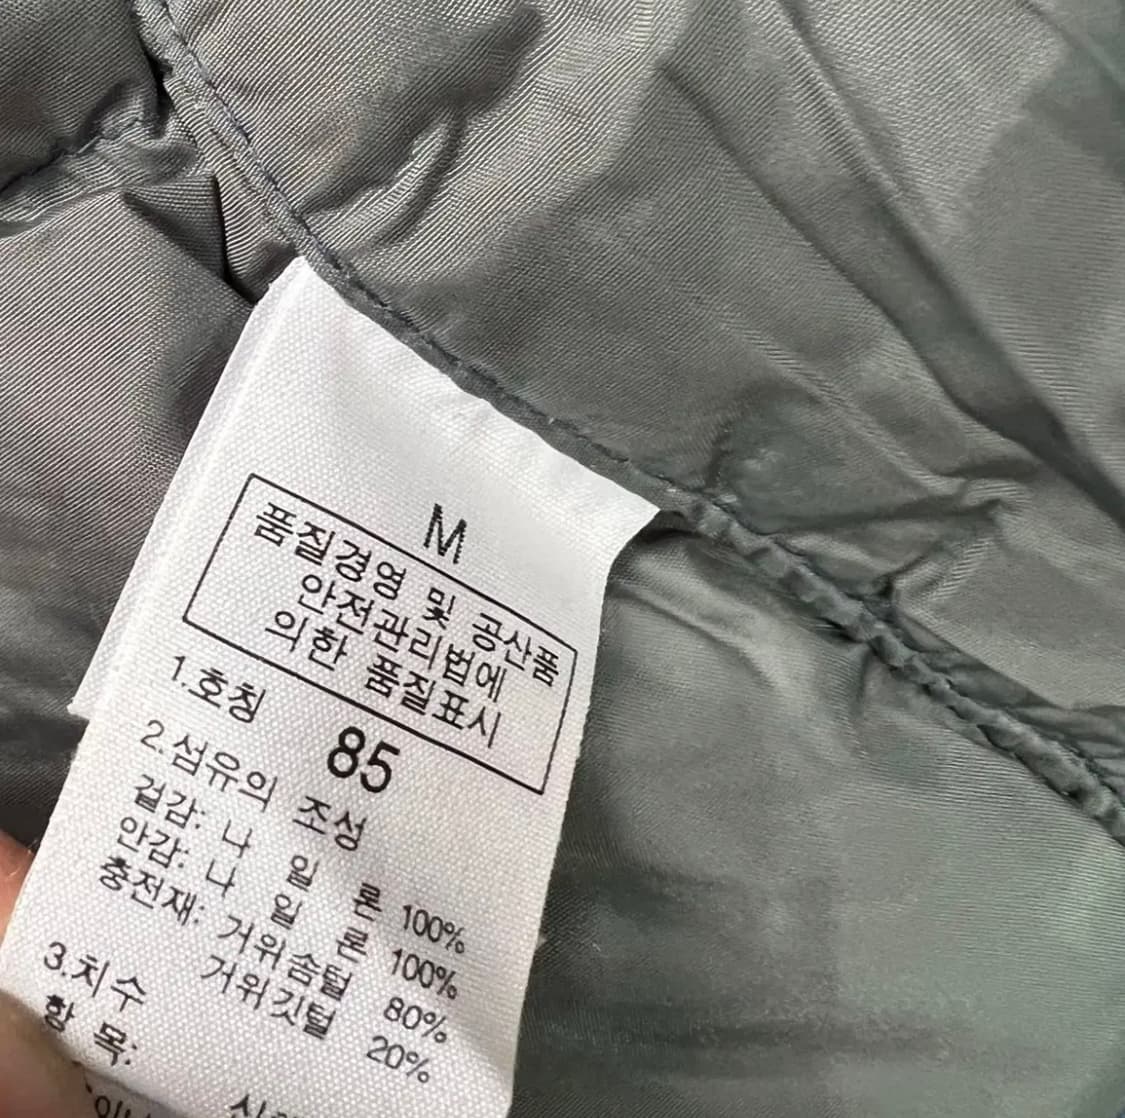 M
품질경영 및 공산품
안전관리법에
의한 품질표시
1.호칭 85
2.섬유의 조성
겉감: 나 일 론 100%
안감: 나 일 론 100%
충전재: 거위솜털 80%
거위깃털 20%
3.치수
항 목: